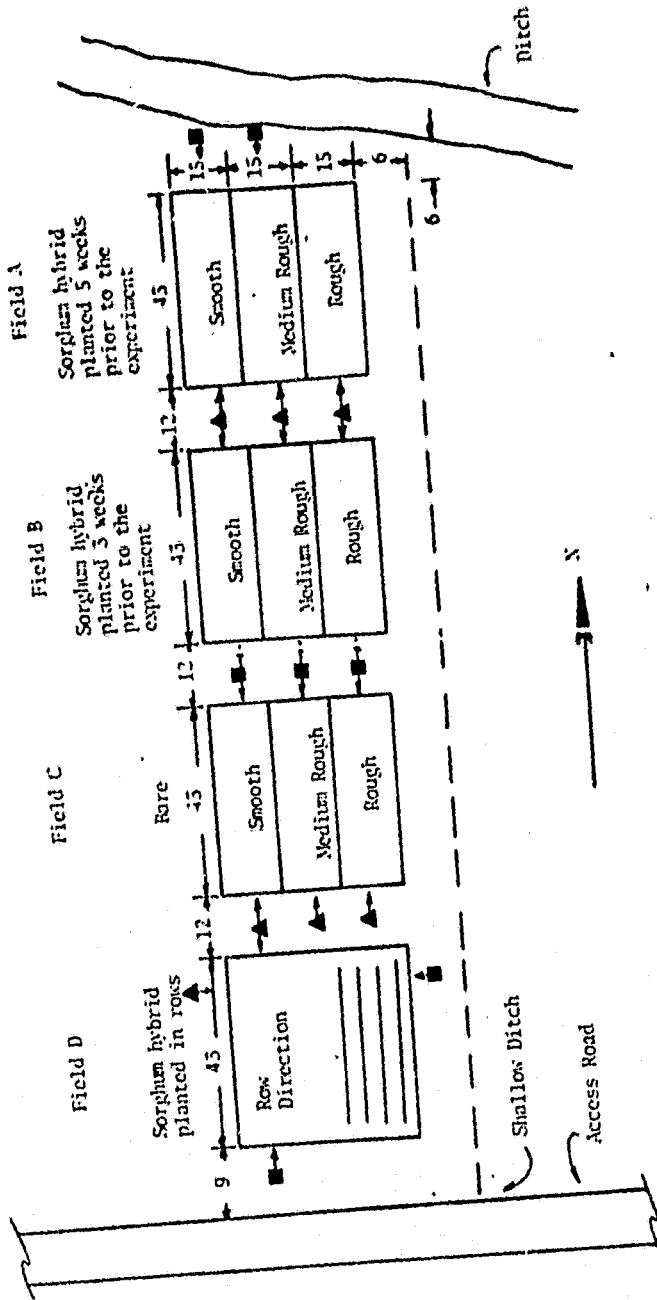 Field D
Field C
Field B
Field A
Sorghum hybrid
planted in rows
Bare
Sorghum hybrid
planted 3 weeks
prior to the
experiment
Sorghum hybrid
planted 5 weeks
prior to the
experiment
9
45
12
45
12
45
12
45
Row
Direction
Smooth
Medium Rough
Rough
Smooth
Medium Rough
Rough
Smooth
Medium Rough
Rough
15
15
15
6
6
Ditch
Shallow Ditch
Access Road
N